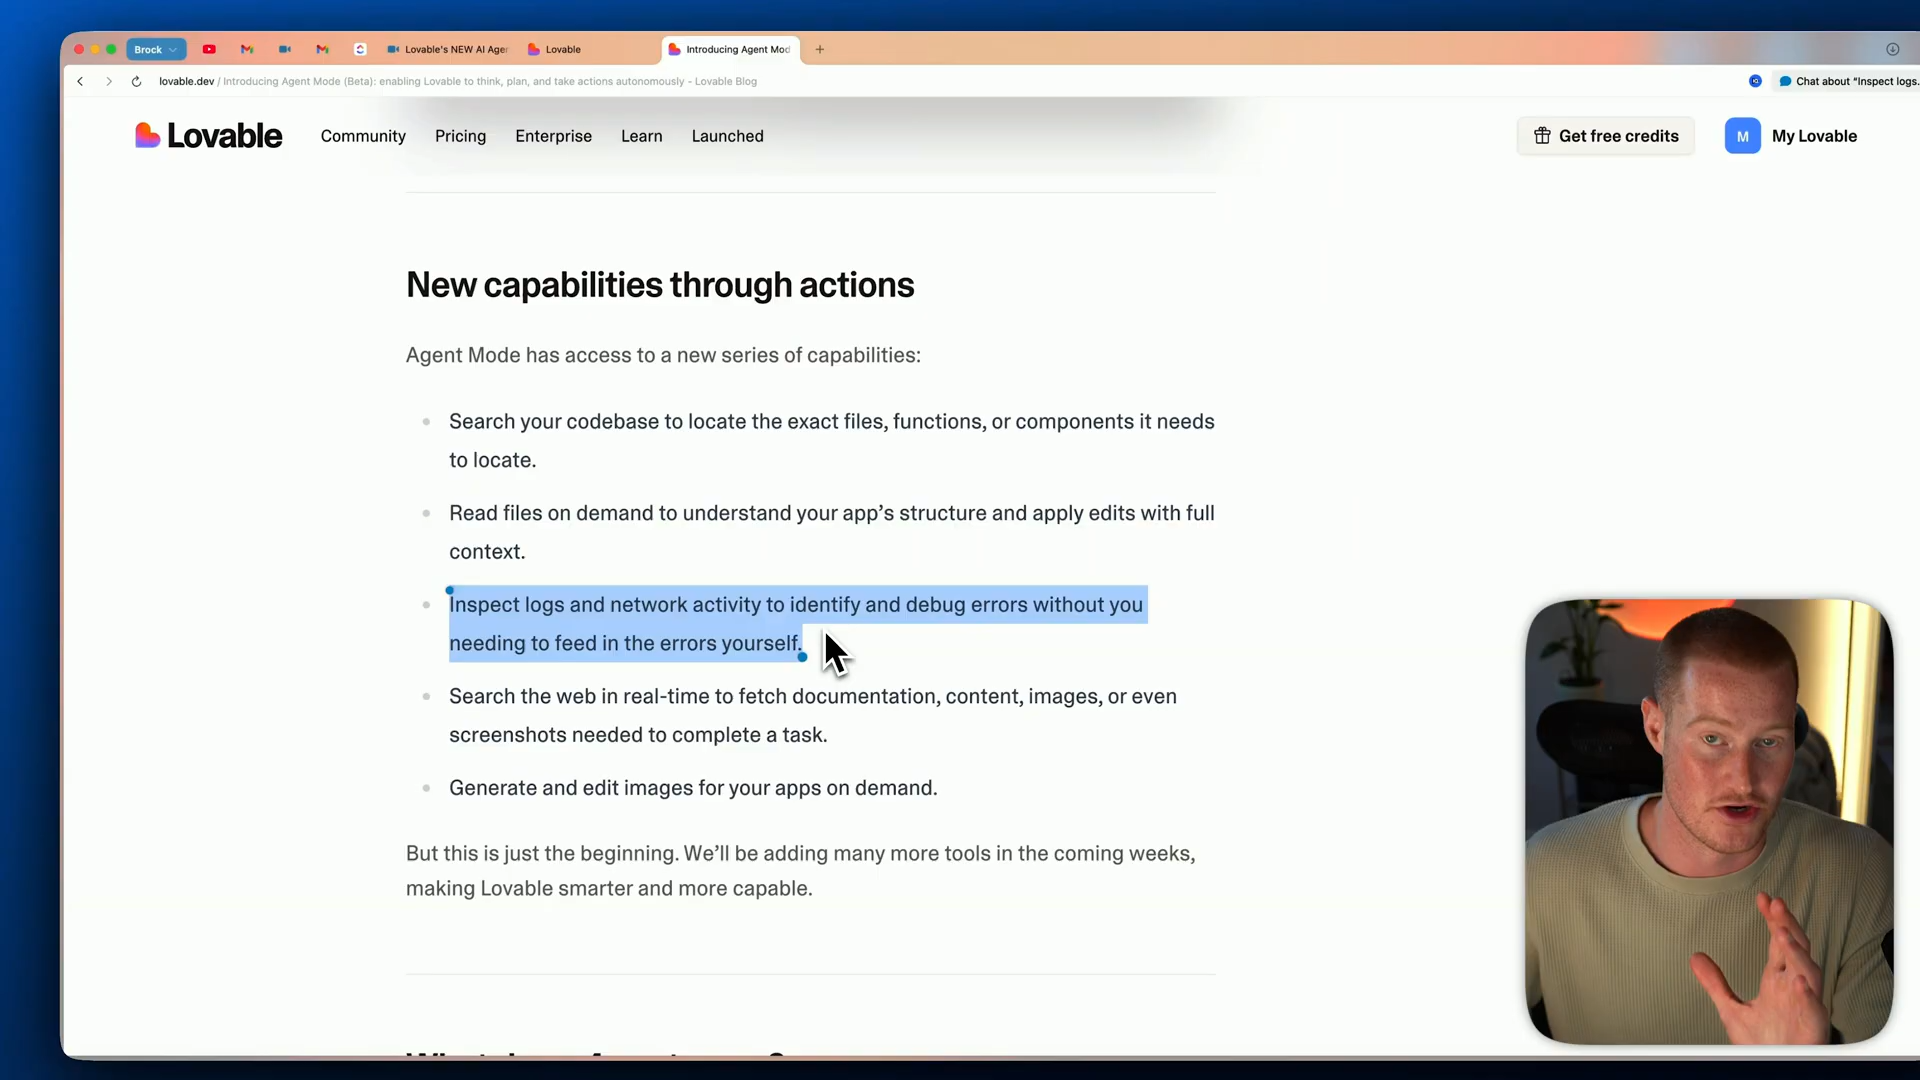 Brock
Lovable's NEW AI Ager
Lovable
Introducing Agent Mod
lovable.dev / Introducing Agent Mode (Beta): enabling Lovable to think, plan, and take actions autonomously - Lovable Blog
Chat about “Inspect logs.
Lovable
Community
Pricing
Enterprise
Learn
Launched
Get free credits
M
My Lovable
New capabilities through actions
Agent Mode has access to a new series of capabilities:
Search your codebase to locate the exact files, functions, or components it needs
to locate.
Read files on demand to understand your app’s structure and apply edits with full
context.
Inspect logs and network activity to identify and debug errors without you
needing to feed in the errors yourself.
Search the web in real-time to fetch documentation, content, images, or even
screenshots needed to complete a task.
Generate and edit images for your apps on demand.
But this is just the beginning. We’ll be adding many more tools in the coming weeks,
making Lovable smarter and more capable.